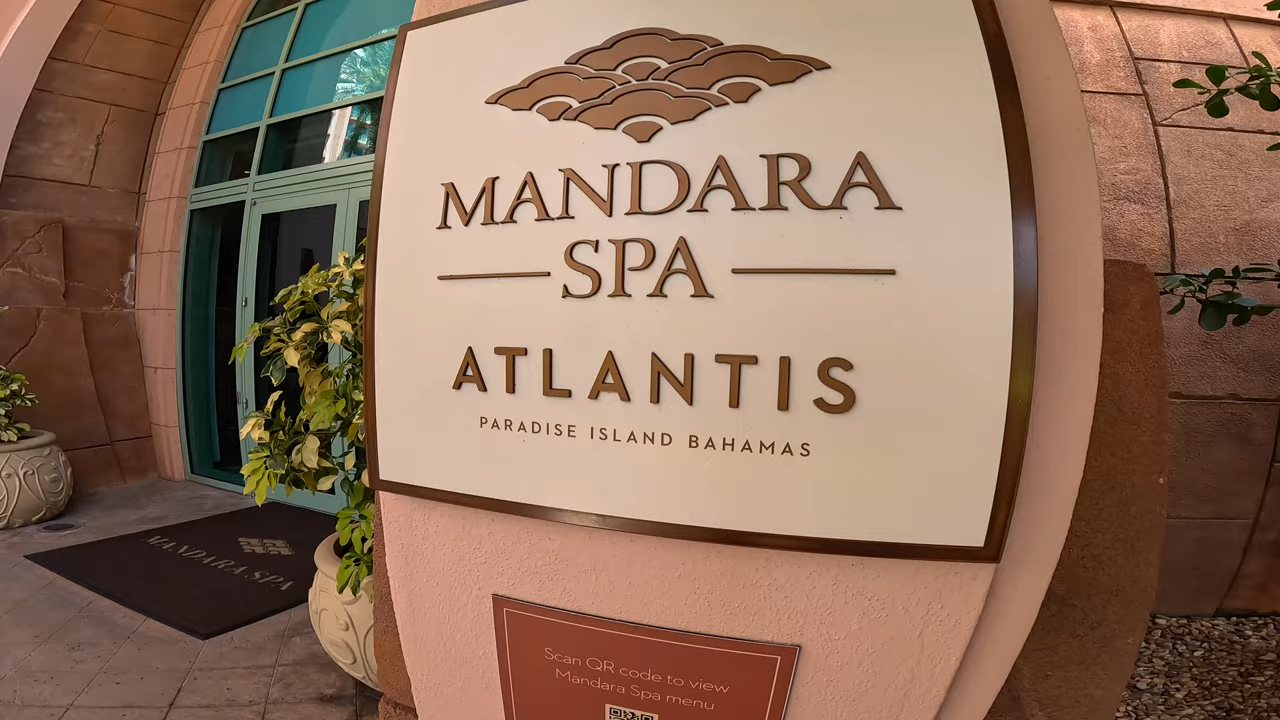 MANDARA
SPA
ATLANTIS
PARADISE ISLAND BAHAMAS
MANDARA SPA
Scan QR code to view
Mandara Spa menu